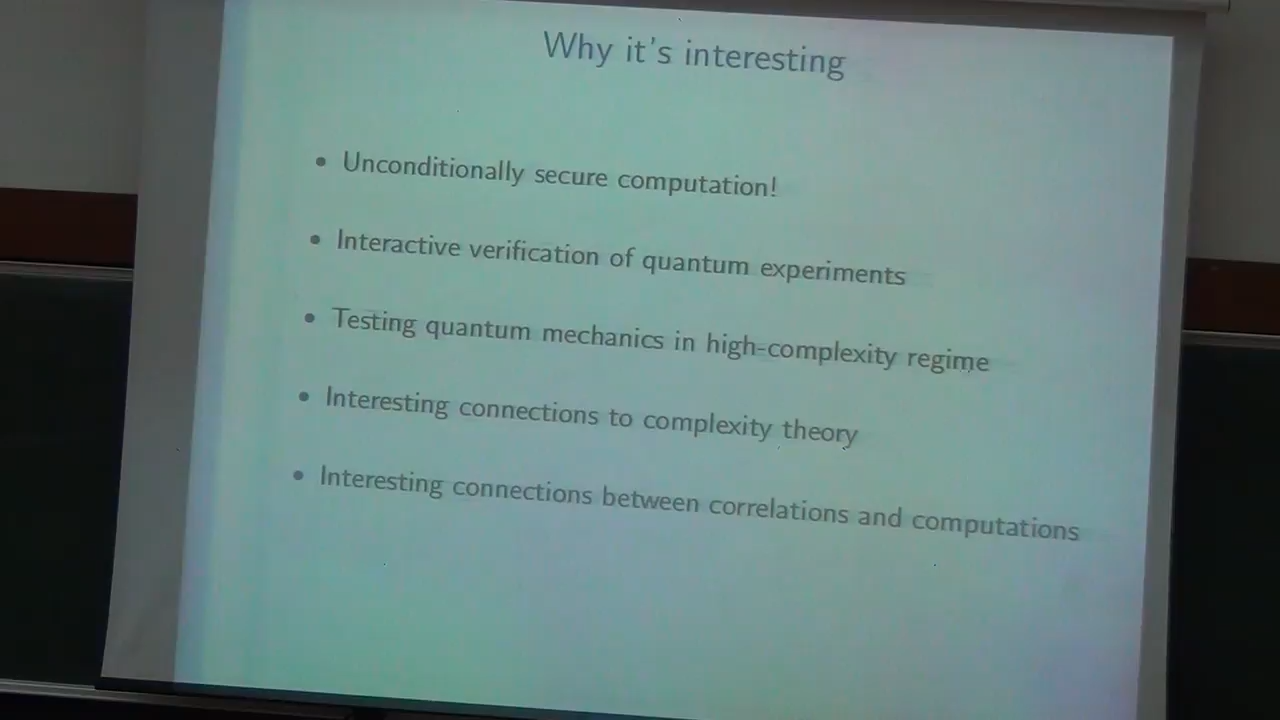 Why it's interesting
• Unconditionally secure computation!
• Interactive verification of quantum experiments
• Testing quantum mechanics in high-complexity regime
• Interesting connections to complexity theory
• Interesting connections between correlations and computations